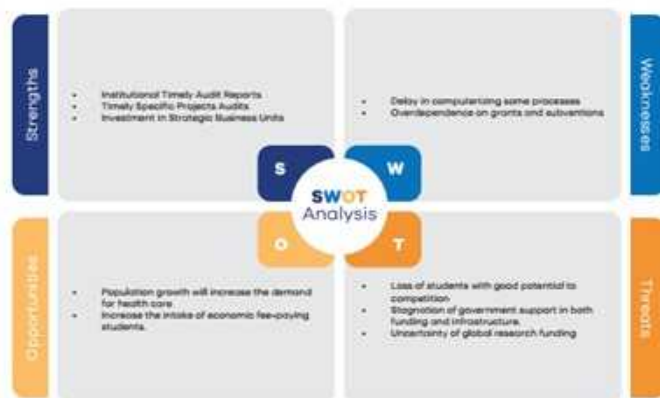 Strengths
• Institutional Timely Audit Reports
• Timely Specific Projects Audits
• Investment in Strategic Business Units
Weaknesses
• Delay in computerizing some processes
• Overdependence on grants and subventions
S
W
SWOT
Analysis
O
T
Opportunities
• Population growth will increase the demand
for health care
• Increase the intake of economic fee-paying
students.
Threats
• Loss of students with good potential to
competition
• Stagnation of government support in both
funding and infrastructure.
• Uncertainty of global research funding